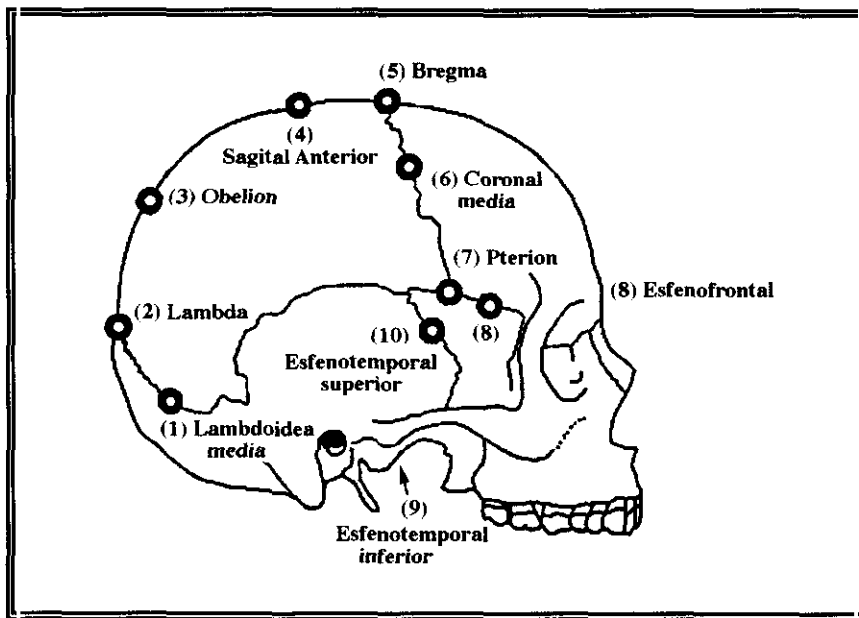 (5) Bregma
(4)
Sagital Anterior
(6) Coronal
media
(3) Obelion
(7) Pterion
(8) Esfenofrontal
(2) Lambda
(10)
(8)
Esfenotemporal
superior
(1) Lambdoidea
media
(9)
Esfenotemporal
inferior